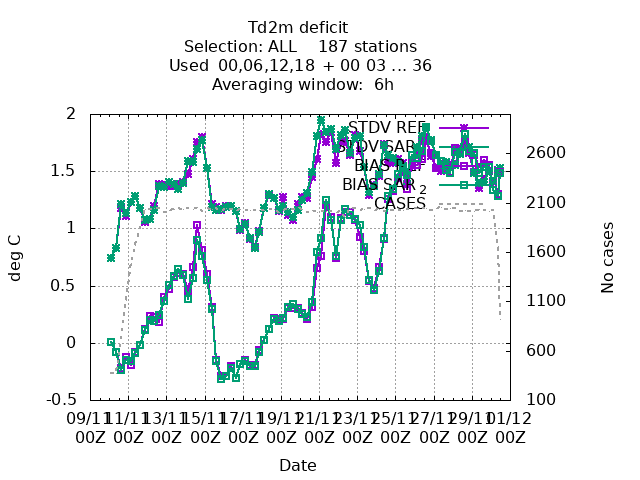 Td2m deficit
Selection: ALL    187 stations
Used  00,06,12,18 + 00 03 ... 36
Averaging window:  6h
STDV REF
STDV SAR 2
BIAS REF
BIAS SAR 2
CASES
2
1.5
1
0.5
0
-0.5
deg C
2600
2100
1600
1100
600
100
No cases
09/11 11/11 13/11 15/11 17/11 19/11 21/11 23/11 25/11 27/11 29/11 01/12
00Z 00Z 00Z 00Z 00Z 00Z 00Z 00Z 00Z 00Z 00Z 00Z
Date